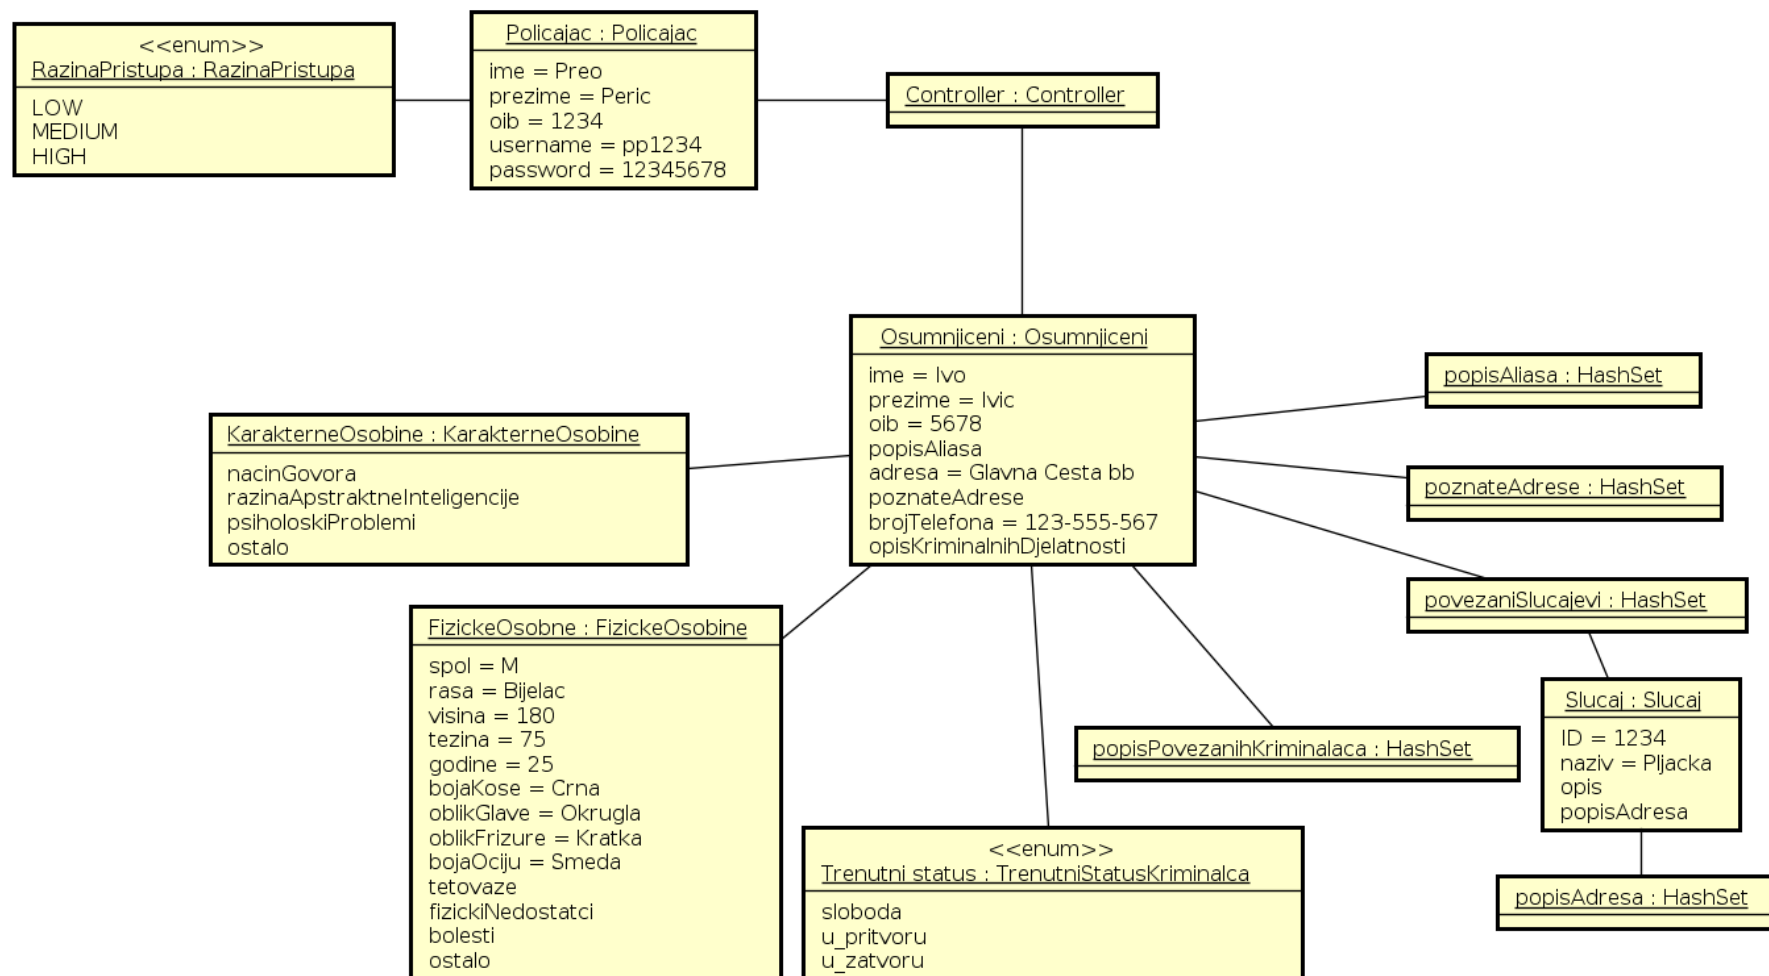 <<enum>>
RazinaPristupa : RazinaPristupa
LOW
MEDIUM
HIGH
Policajac : Policajac
ime = Preo
prezime = Peric
oib = 1234
username = pp1234
password = 12345678
Controller : Controller
Osumnjiceni : Osumnjiceni
ime = Ivo
prezime = Ivic
oib = 5678
popisAliasa
adresa = Glavna Cesta bb
poznateAdrese
brojTelefona = 123-555-567
opisKriminalnihDjelatnosti
popisAliasa : HashSet
poznateAdrese : HashSet
povezaniSlucajevi : HashSet
KarakterneOsobine : KarakterneOsobine
nacinGovora
razinaApstraktneInteligencije
psiholoskiProblemi
ostalo
FizickeOsobne : FizickeOsobine
spol = M
rasa = Bijelac
visina = 180
tezina = 75
godine = 25
bojaKose = Crna
oblikGlave = Okrugla
oblikFrizure = Kratka
bojaOciju = Smeda
tetovaze
fizickiNedostatci
bolesti
ostalo
popisPovezanihKriminalaca : HashSet
Slucaj : Slucaj
ID = 1234
naziv = Pljacka
opis
popisAdresa
<<enum>>
Trenutni status : TrenutniStatusKriminalca
sloboda
u_pritvoru
u_zatvoru
popisAdresa : HashSet